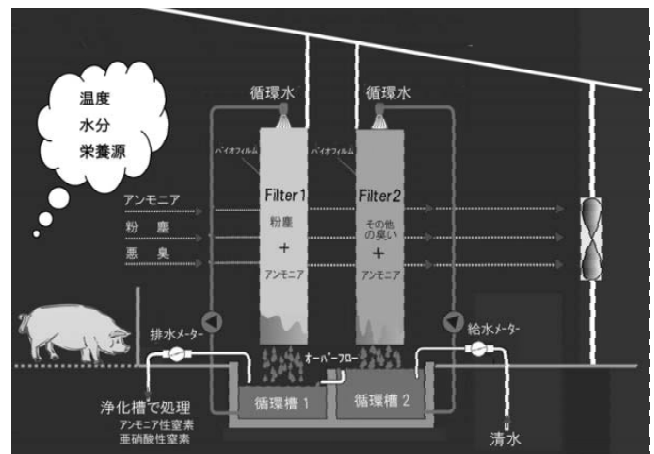 温度
水分
栄養源
循環水
循環水
バイオフィルム
バイオフィルム
Filter1
Filter2
粉塵
+
アンモニア
その他
の臭い
+
アンモニア
アンモニア
粉 塵
悪 臭
排水メーター
オーバーフロー
給水メーター
循環槽 1
循環槽 2
浄化槽で処理
アンモニア性窒素
亜硝酸性窒素
清水